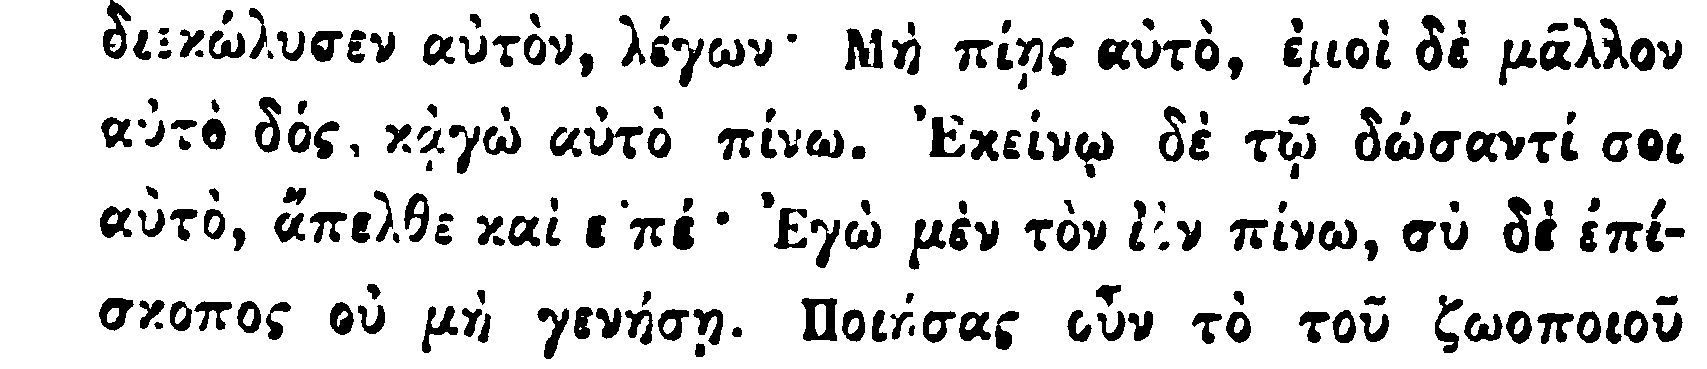 διεκώλυσεν αὐτὸν, λέγων· Μὴ πίῃς αὐτὸ, ἐμοὶ δὲ μᾶλλον
αὐτὸ δός, κᾀγὼ αὐτὸ πίνω. Ἐκείνῳ δὲ τῷ δώσαντί σοι
αὐτὸ, ἄπελθε καὶ εἰπέ· Ἐγὼ μὲν τὸν ἰὸν πίνω, σὺ δὲ ἐπί-
σκοπος οὐ μὴ γενήσῃ. Ποιήσας οὖν τὸ τοῦ ζωοποιοῦ